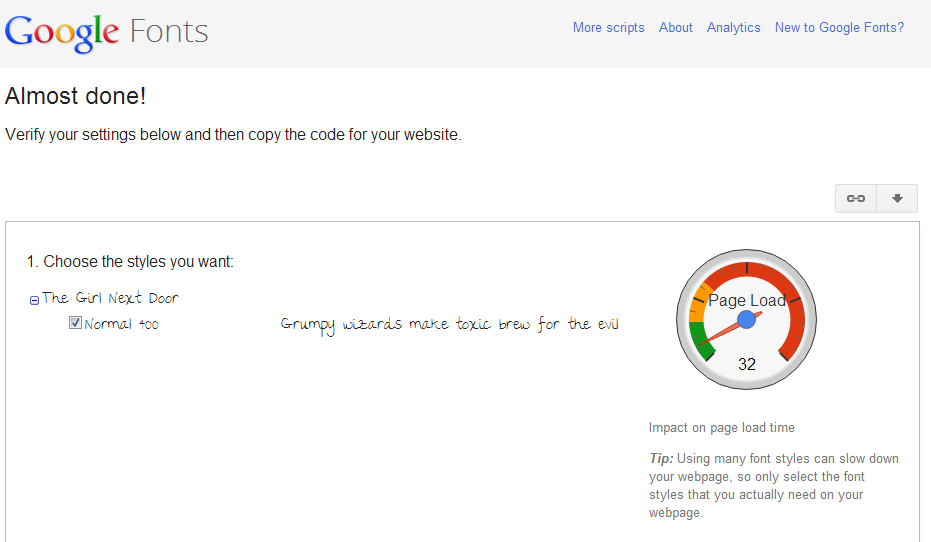 Google Fonts
More scripts About Analytics New to Google Fonts?
Almost done!
Verify your settings below and then copy the code for your website.
1. Choose the styles you want:
The Girl Next Door
Normal 400
Grumpy wizards make toxic brew for the evil
Page Load
32
Impact on page load time
Tip: Using many font styles can slow down
your webpage, so only select the font
styles that you actually need on your
webpage.